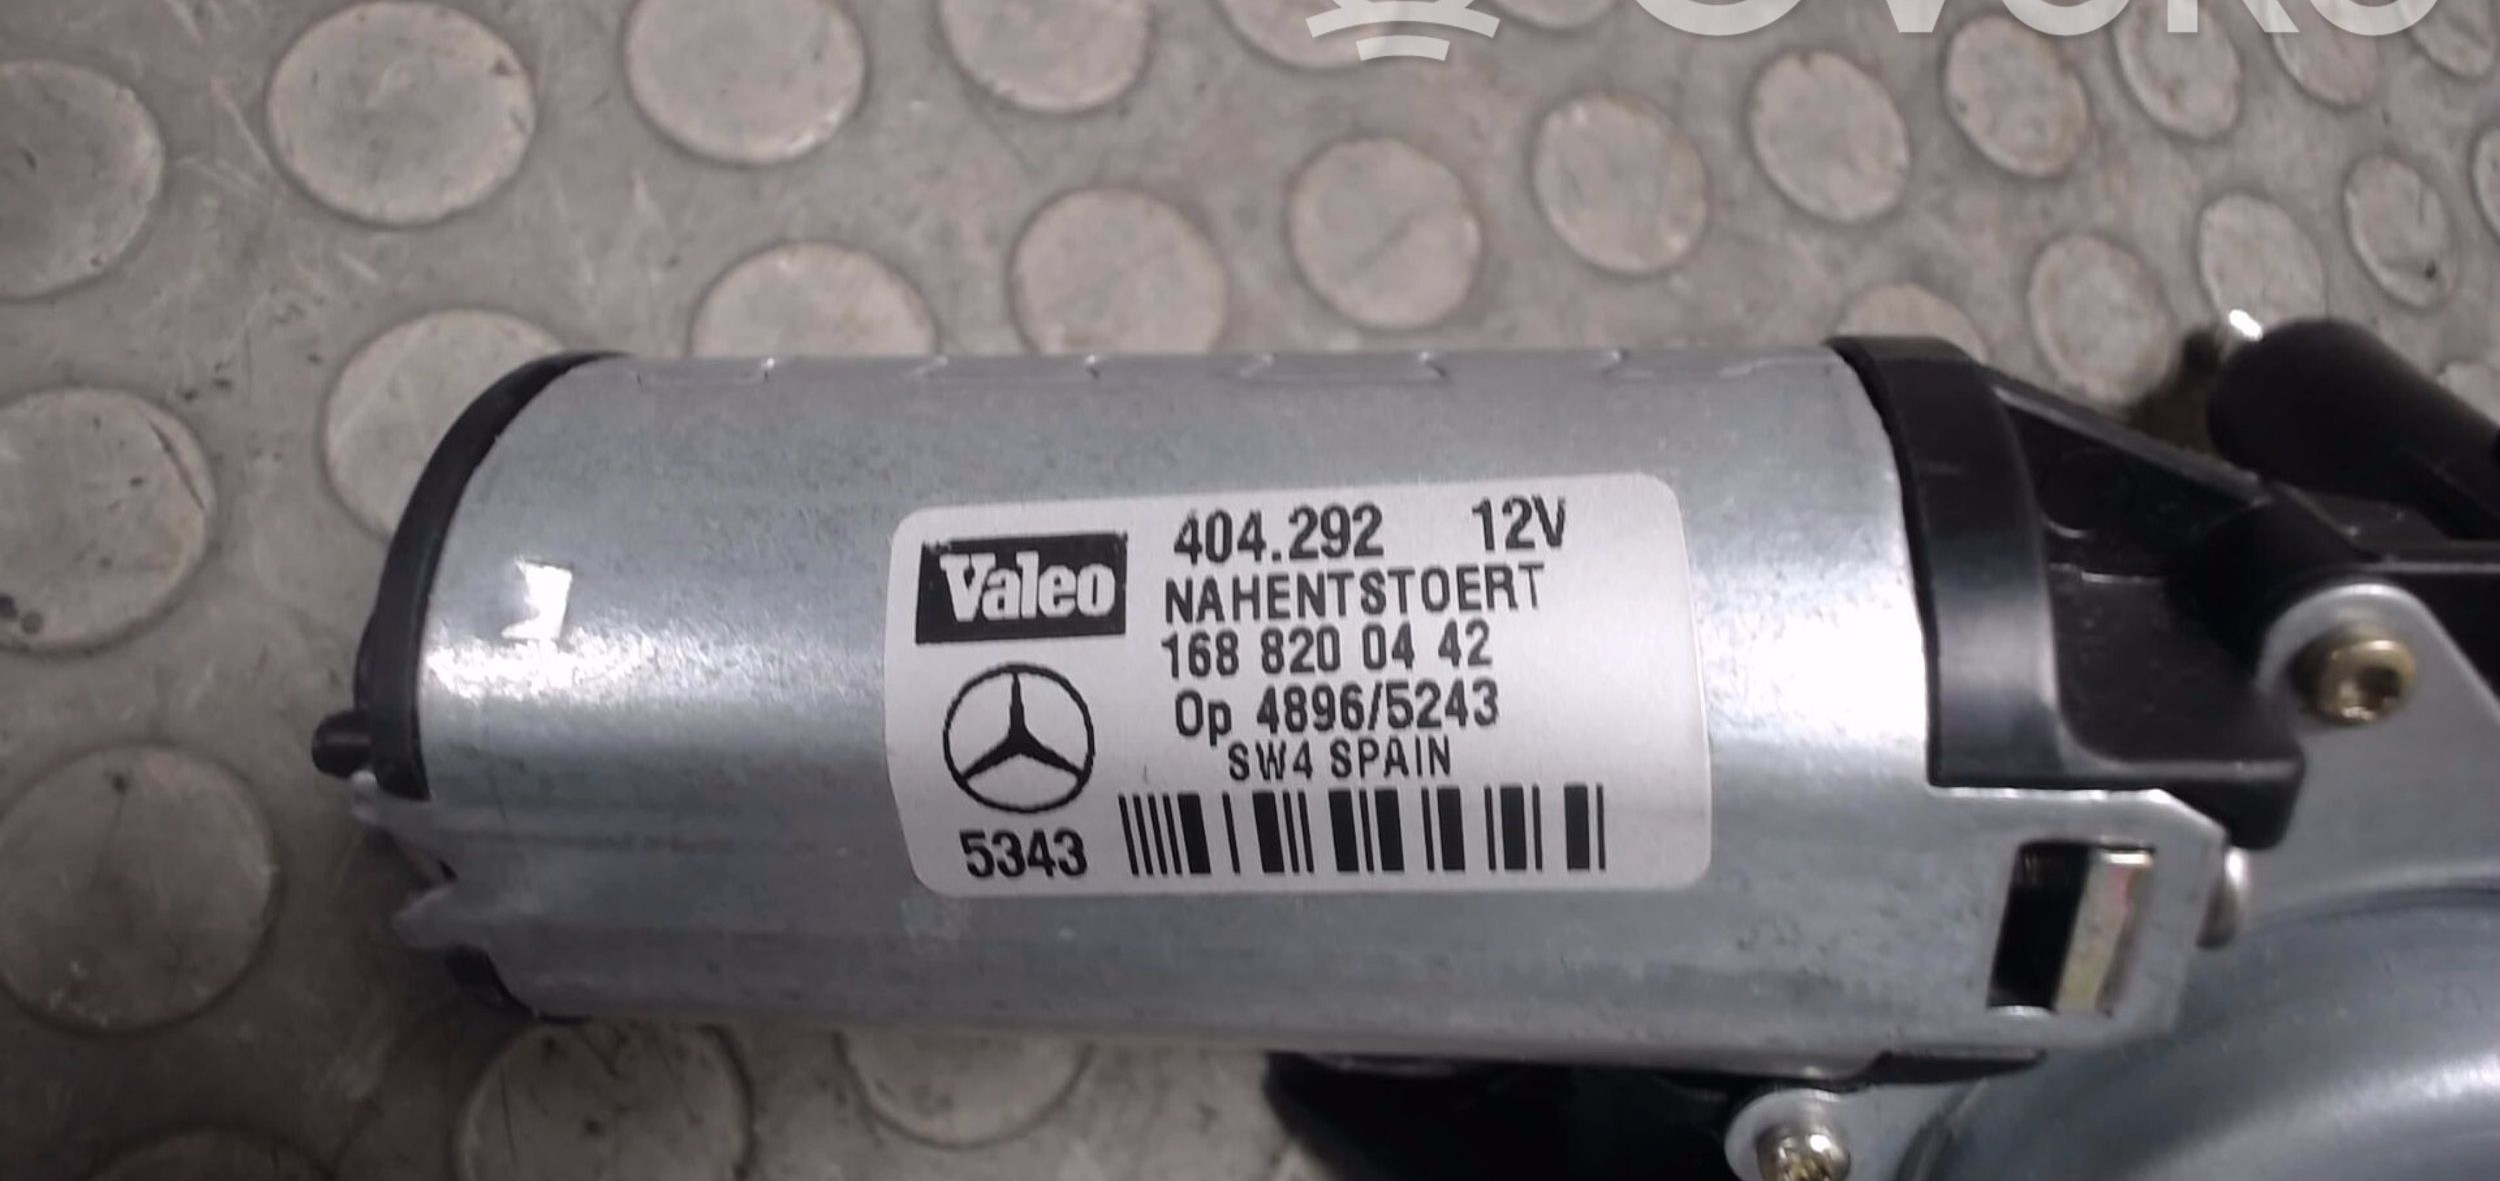 Valeo
404.292 12V
NAHENTSTOERT
168 820 04 42
Op 4896/5243
SW4 SPAIN
5343